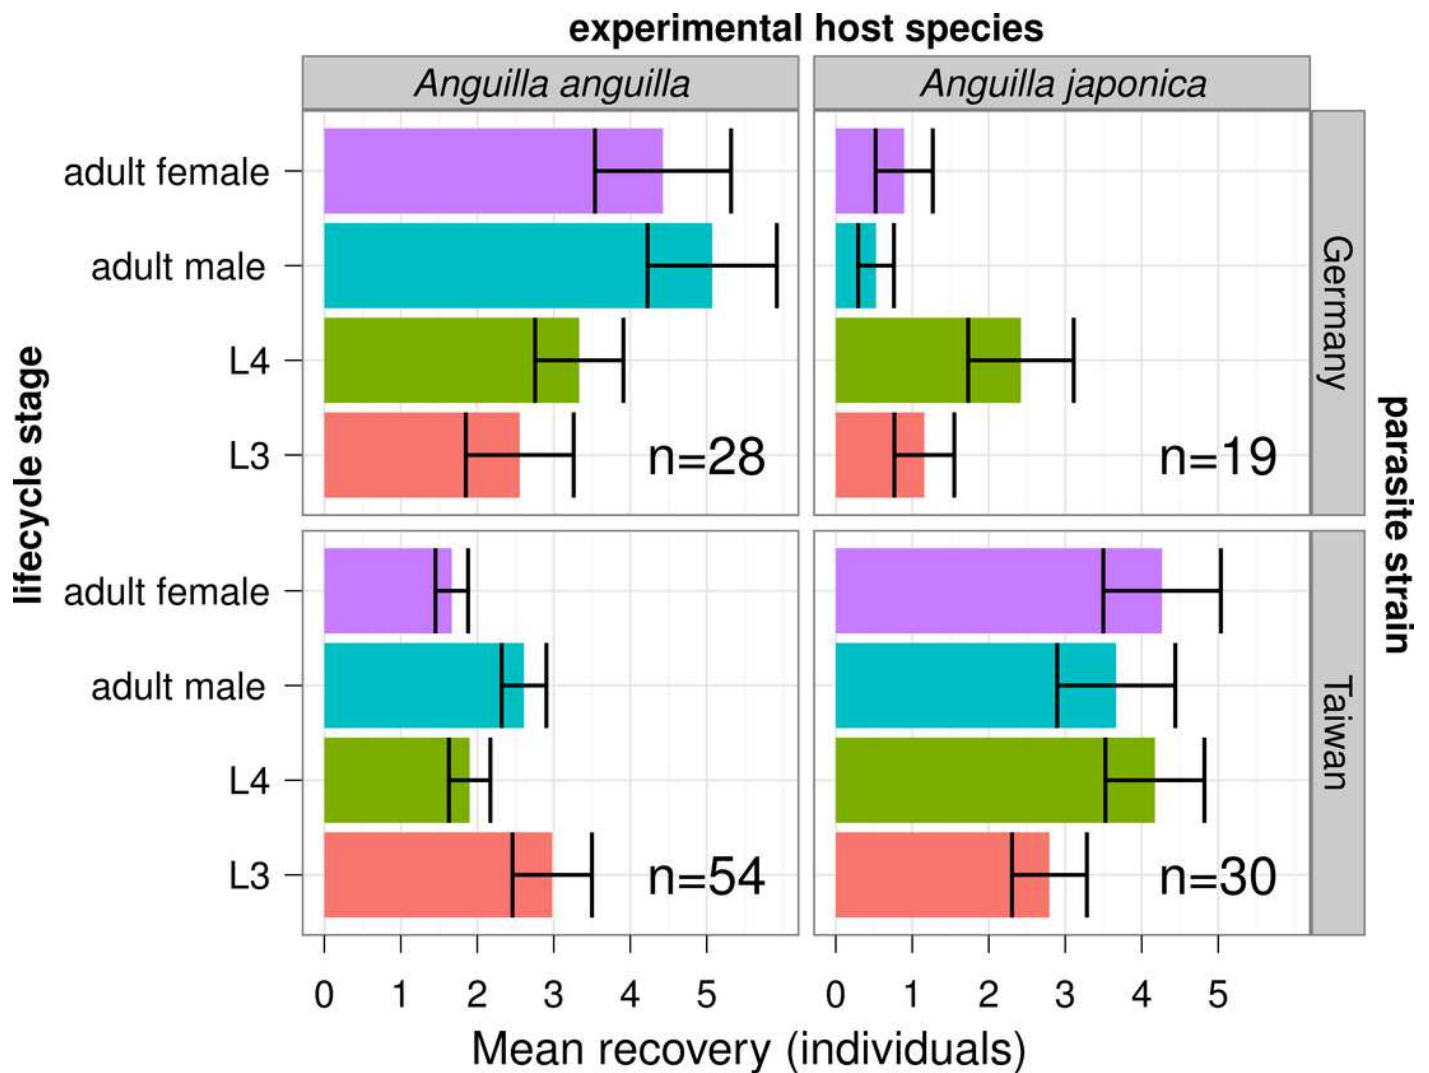 experimental host species
Anguilla anguilla
Anguilla japonica
adult female
adult male
L4
L3
n=28
n=19
Germany
adult female
adult male
L4
L3
n=54
n=30
Taiwan
lifecycle stage
parasite strain
0 1 2 3 4 5
0 1 2 3 4 5
Mean recovery (individuals)